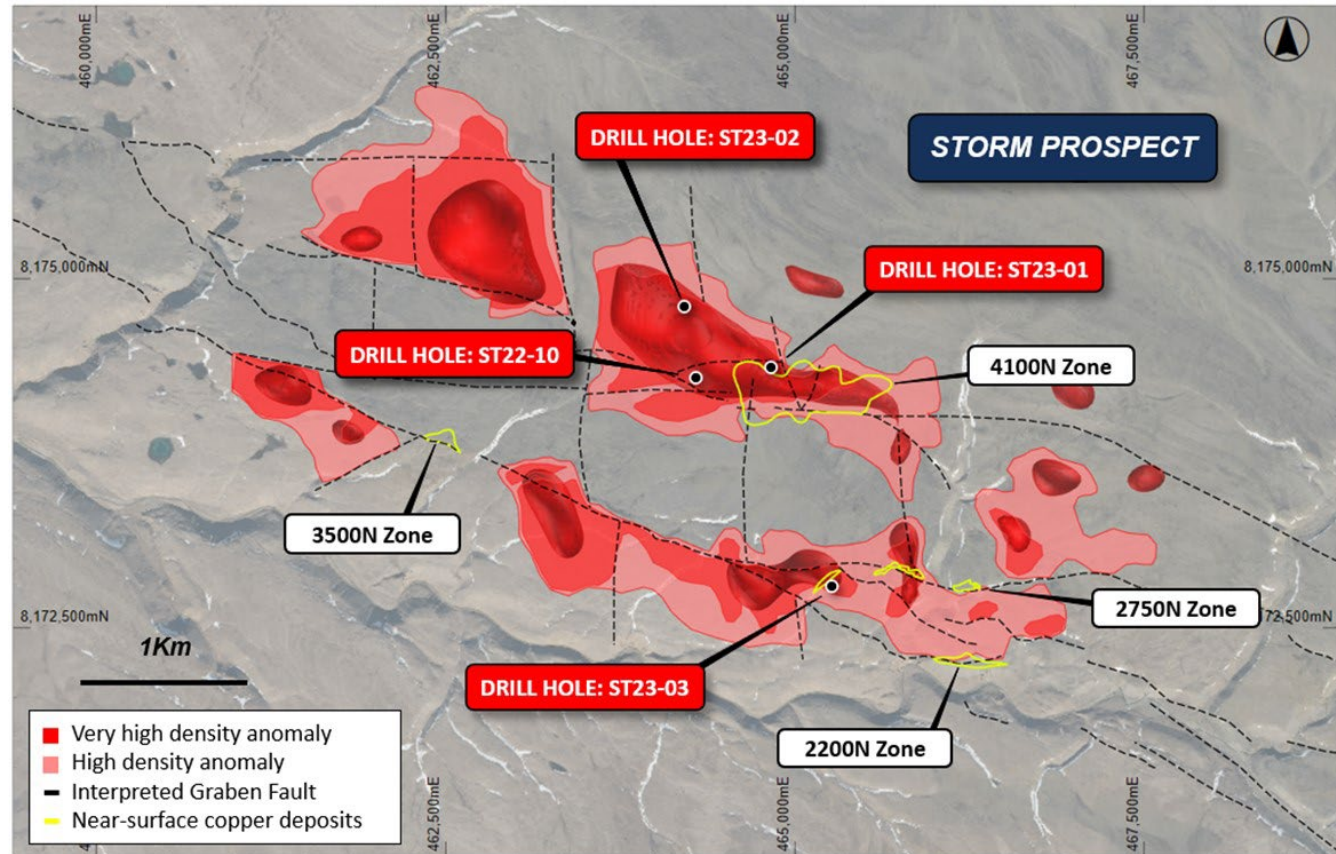 460,000mE
462,500mE
465,000mE
467,500mE
DRILL HOLE: ST23-02
STORM PROSPECT
8,175,000mN
8,175,000mN
DRILL HOLE: ST23-01
DRILL HOLE: ST22-10
4100N Zone
3500N Zone
2750N Zone
8,172,500mN
172,500mN
1Km
DRILL HOLE: ST23-03
2200N Zone
Very high density anomaly
High density anomaly
Interpreted Graben Fault
Near-surface copper deposits
462,500mE
465,000mE
467,500mE